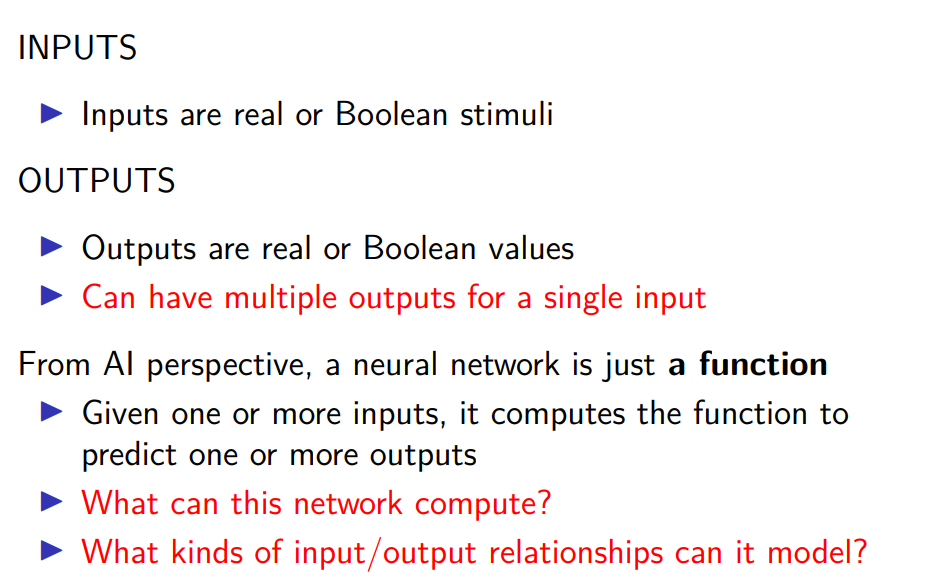 INPUTS
Inputs are real or Boolean stimuli
OUTPUTS
Outputs are real or Boolean values
Can have multiple outputs for a single input
From AI perspective, a neural network is just a function
Given one or more inputs, it computes the function to
predict one or more outputs
What can this network compute?
What kinds of input/output relationships can it model?